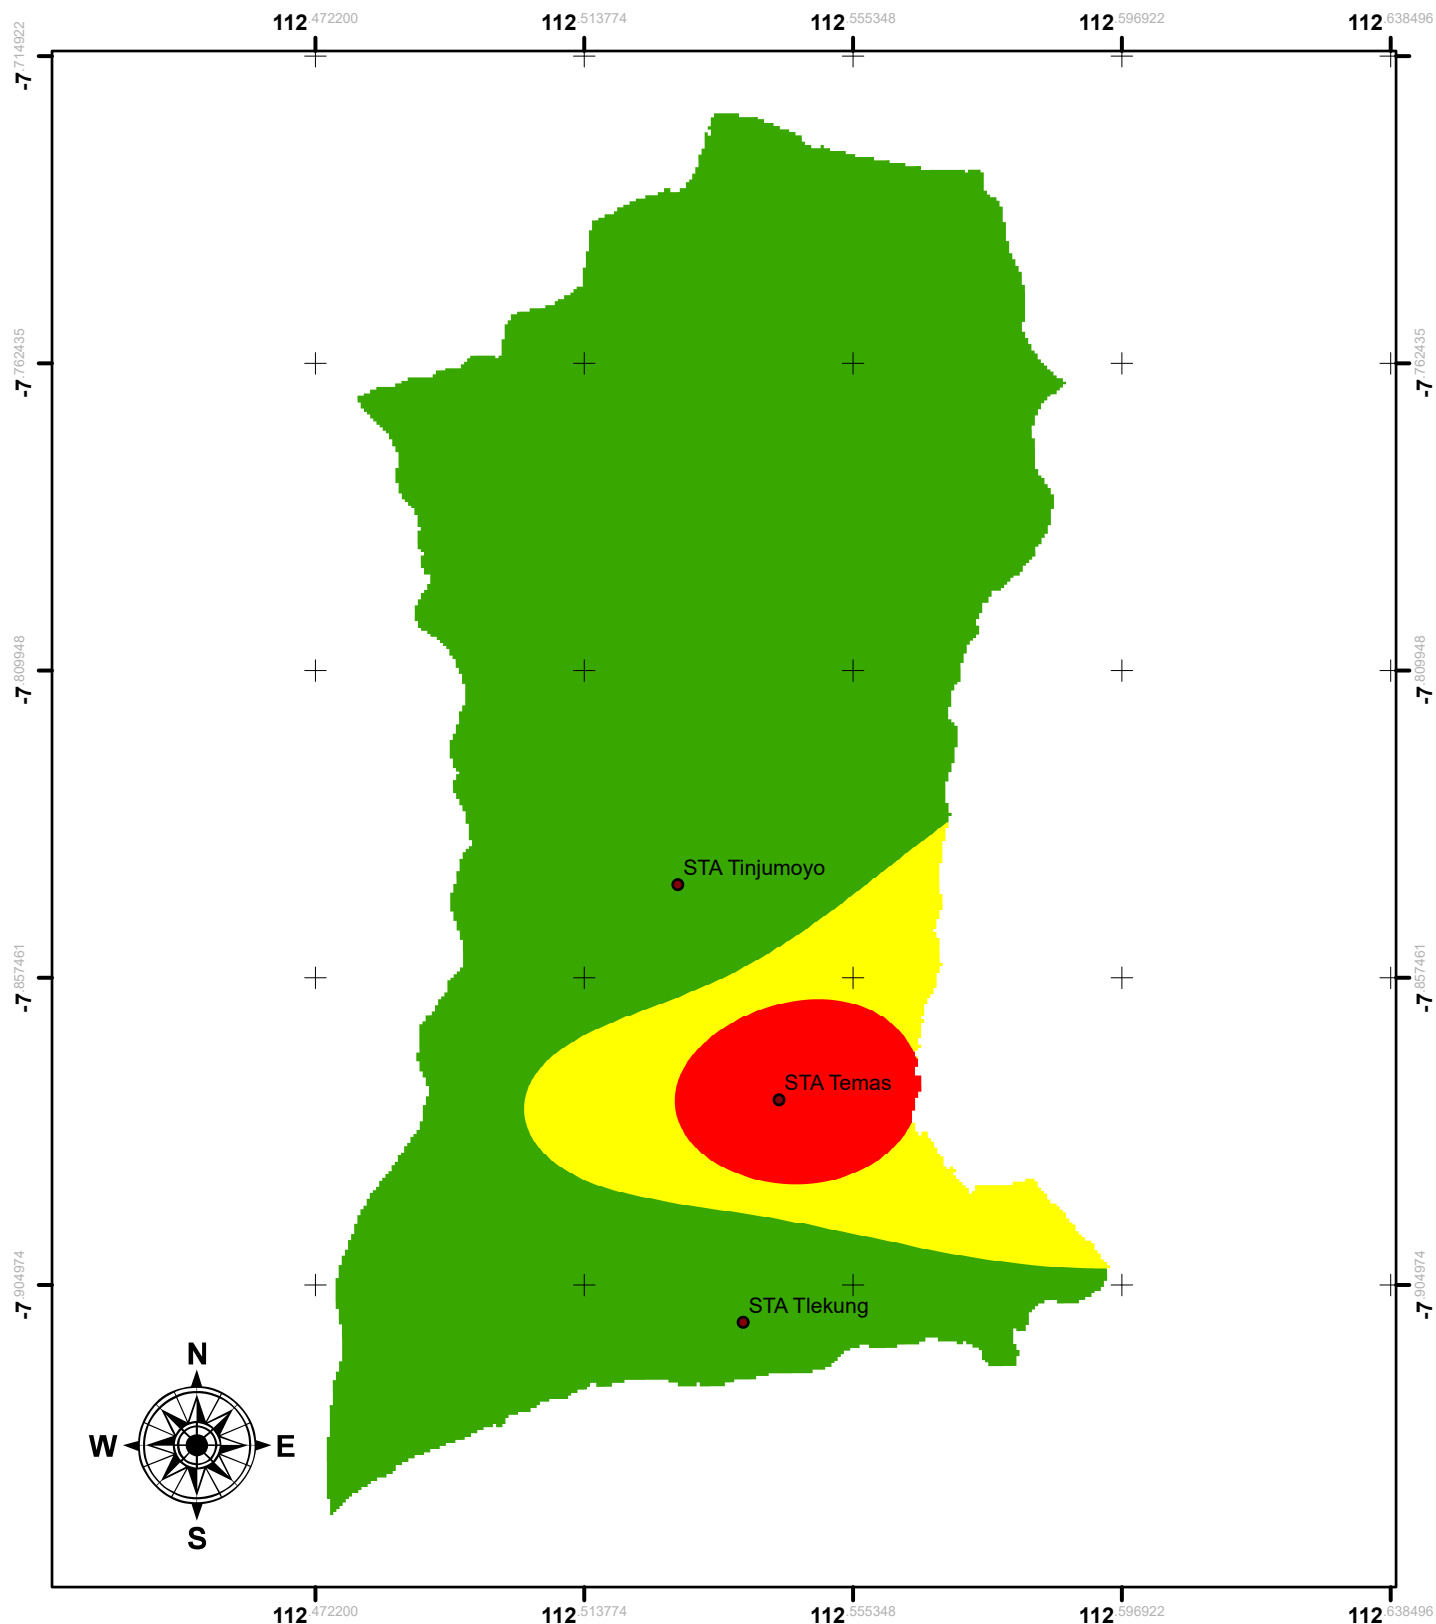 112.472200 112.513774 112.555348 112.596922 112.638496
-7.714922
-7.762435 -7.762435
-7.809948 -7.809948
STA Tinjumoyo
-7.857461 -7.857461
STA Temas
-7.904974 -7.904974
STA Tlekung
N
W E
S
112.472200 112.513774 112.555348 112.596922 112.638496